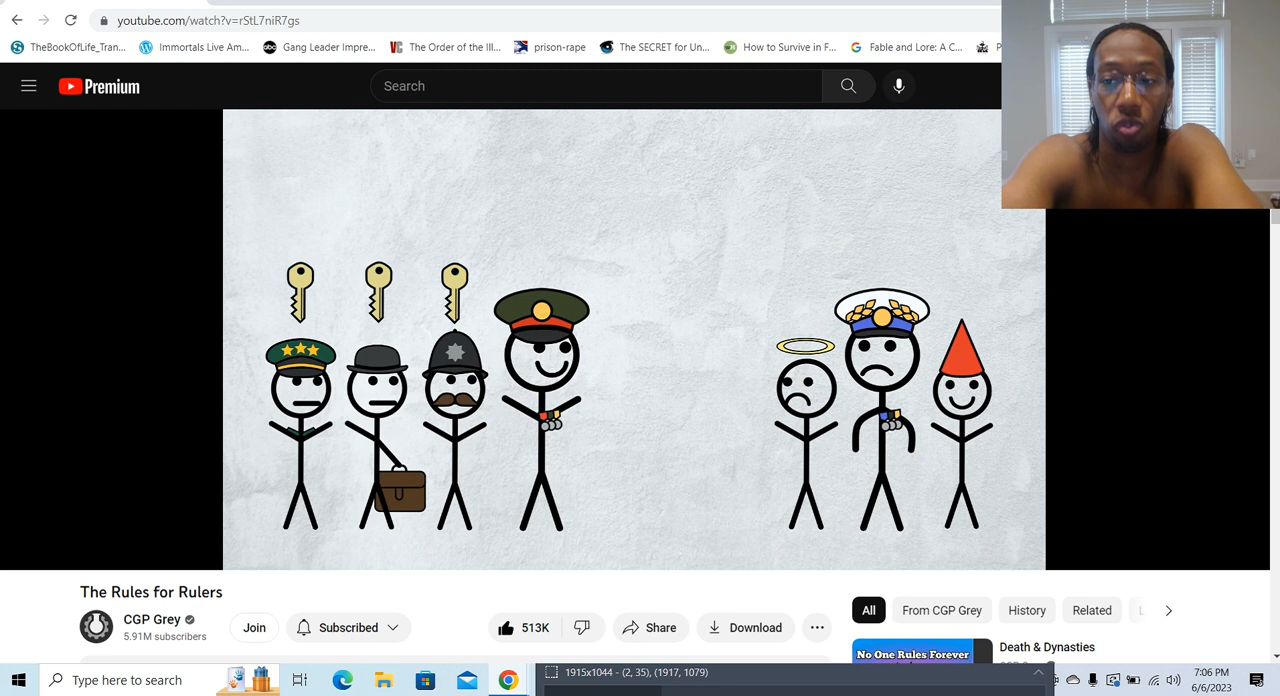 youtube.com/watch?v=rStL7niR7gs
TheBookOfLife_Tran... Immortals Live Am... abc Gang Leader Impre... VC The Order of the Ill... prison-rape The SECRET for Un... How to Survive in F... G Fable and Lore: A C...
Premium
Search
The Rules for Rulers
CGP Grey
5.91M subscribers
Join
Subscribed
513K
Share
Download
All
From CGP Grey
History
Related
No One Rules Forever
Death & Dynasties
Type here to search
1915x1044 - (2, 35), (1917, 1079)
7:06 PM
6/6/2023